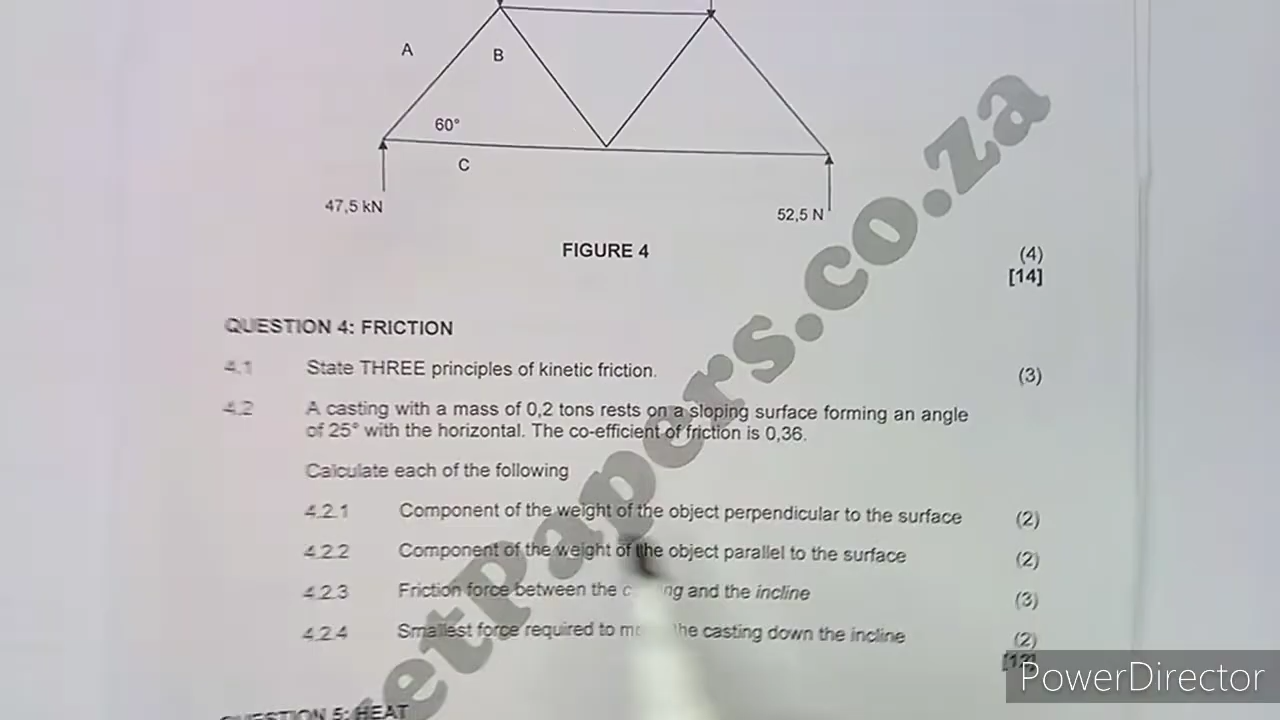 A
B
60°
C
47,5 kN
52,5 N
FIGURE 4
(4)
[14]
QUESTION 4: FRICTION
4.1 State THREE principles of kinetic friction. (3)
4.2 A casting with a mass of 0,2 tons rests on a sloping surface forming an angle
of 25° with the horizontal. The co-efficient of friction is 0,36.
Calculate each of the following
4.2.1 Component of the weight of the object perpendicular to the surface (2)
4.2.2 Component of the weight of the object parallel to the surface (2)
4.2.3 Friction force between the and the incline (3)
4.2.4 Smallest force required to the casting down the incline (2)
QUESTION 5: HEAT
etPapers.co.za
PowerDirector